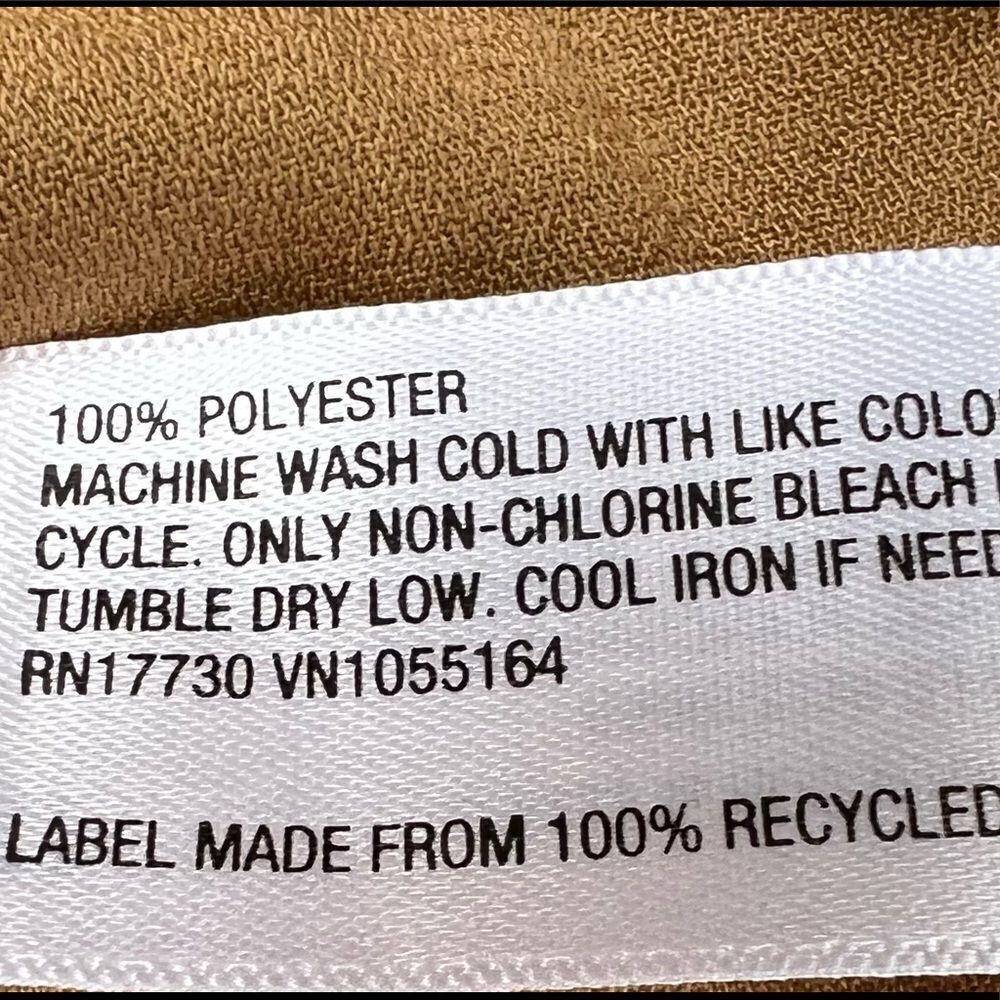 100% POLYESTER
MACHINE WASH COLD WITH LIKE COLO
CYCLE. ONLY NON-CHLORINE BLEACH
TUMBLE DRY LOW. COOL IRON IF NEED
RN17730 VN1055164
LABEL MADE FROM 100% RECYCLED